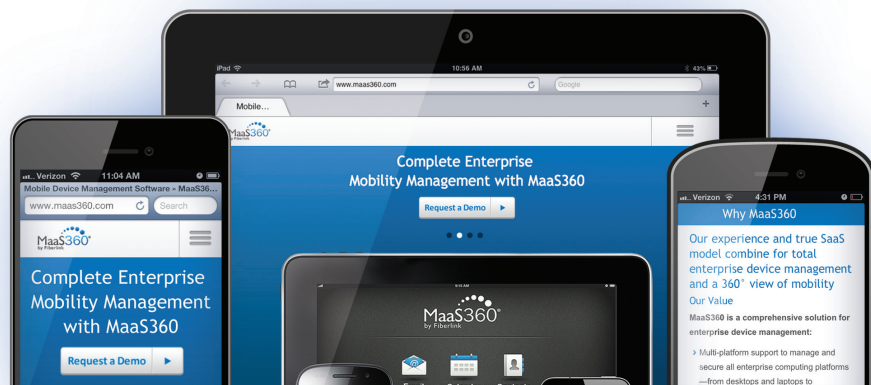 iPad
10:56 AM
43%
www.maas360.com
Google
Mobile...
MaaS360
Complete Enterprise
Mobility Management with MaaS360
Request a Demo
MaaS360
by Fiberlink
Verizon
11:04 AM
Mobile Device Management Software » MaaS36...
www.maas360.com
Search
MaaS360
by Fiberlink
Complete Enterprise
Mobility Management
with MaaS360
Request a Demo
Verizon
4:31 PM
Why MaaS360
Our experience and true SaaS
model combine for total
enterprise device management
and a 360° view of mobility
Our Value
MaaS360 is a comprehensive solution for
enterprise device management:
Multi-platform support to manage and
secure all enterprise computing platforms
—from desktops and laptops to